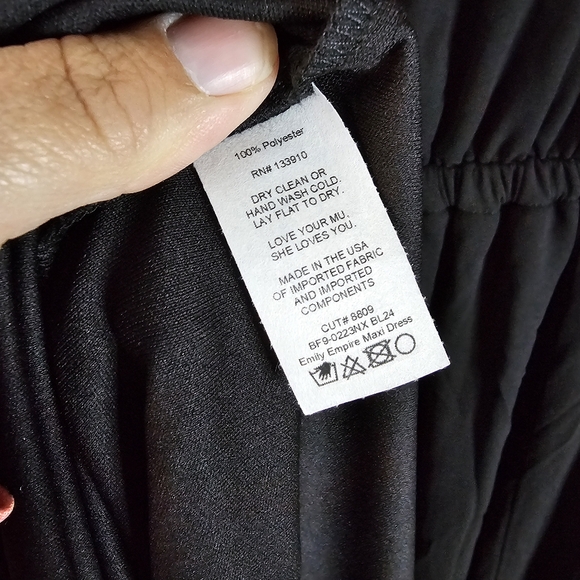 100% Polyester
RN# 133910
DRY CLEAN OR
HAND WASH COLD.
LAY FLAT TO DRY.
LOVE YOUR MU.
SHE LOVES YOU.
MADE IN THE USA
OF IMPORTED FABRIC
AND IMPORTED
COMPONENTS
CUT# 8809
BF9-0223NX BL24
Emily Empire Maxi Dress